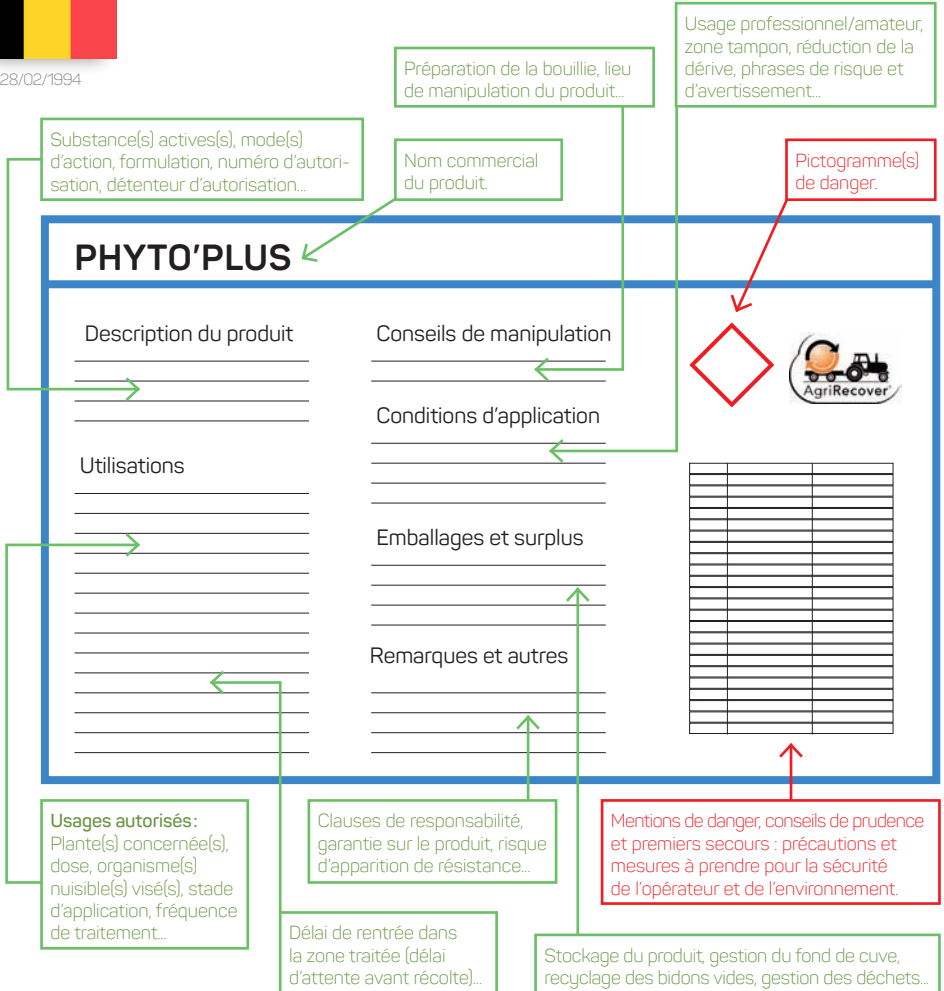 28/02/1994
Usage professionnel/amateur,
zone tampon, réduction de la
dérive, phrases de risque et
d'avertissement...
Préparation de la bouillie, lieu
de manipulation du produit...
Substance(s) actives(s), mode(s)
d'action, formulation, numéro d'autori-
sation, détenteur d'autorisation...
Nom commercial
du produit.
Pictogramme(s)
de danger.
PHYTO'PLUS
Description du produit
Utilisations
Conseils de manipulation
Conditions d'application
Emballages et surplus
Remarques et autres
AgriRecover
Usages autorisés:
Plante(s) concernée(s),
dose, organisme(s)
nuisible(s) visé(s), stade
d'application, fréquence
de traitement...
Clauses de responsabilité,
garantie sur le produit, risque
d'apparition de résistance...
Mentions de danger, conseils de prudence
et premiers secours : précautions et
mesures à prendre pour la sécurité
de l'opérateur et de l'environnement.
Délai de rentrée dans
la zone traitée (délai
d'attente avant récolte)...
Stockage du produit, gestion du fond de cuve,
recyclage des bidons vides, gestion des déchets...